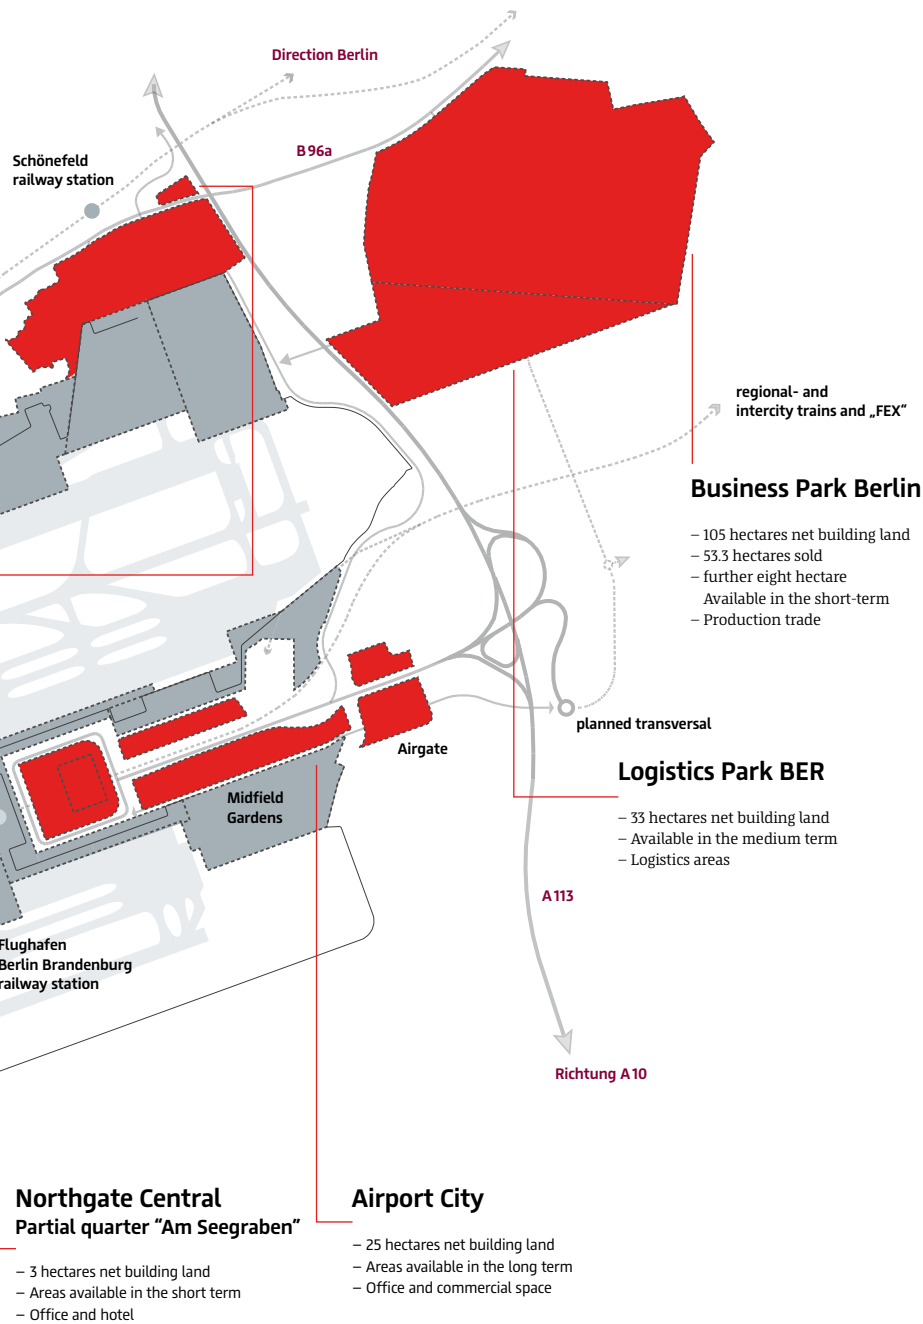 Direction Berlin
B 96a
Schönefeld
railway station
regional- and
intercity trains and „FEX“
Business Park Berlin
– 105 hectares net building land
– 53.3 hectares sold
– further eight hectare
Available in the short-term
– Production trade
planned transversal
Airgate
Logistics Park BER
– 33 hectares net building land
– Available in the medium term
– Logistics areas
Midfield
Gardens
A 113
Flughafen
Berlin Brandenburg
railway station
Richtung A 10
Northgate Central
Partial quarter “Am Seegraben”
– 3 hectares net building land
– Areas available in the short term
– Office and hotel
Airport City
– 25 hectares net building land
– Areas available in the long term
– Office and commercial space